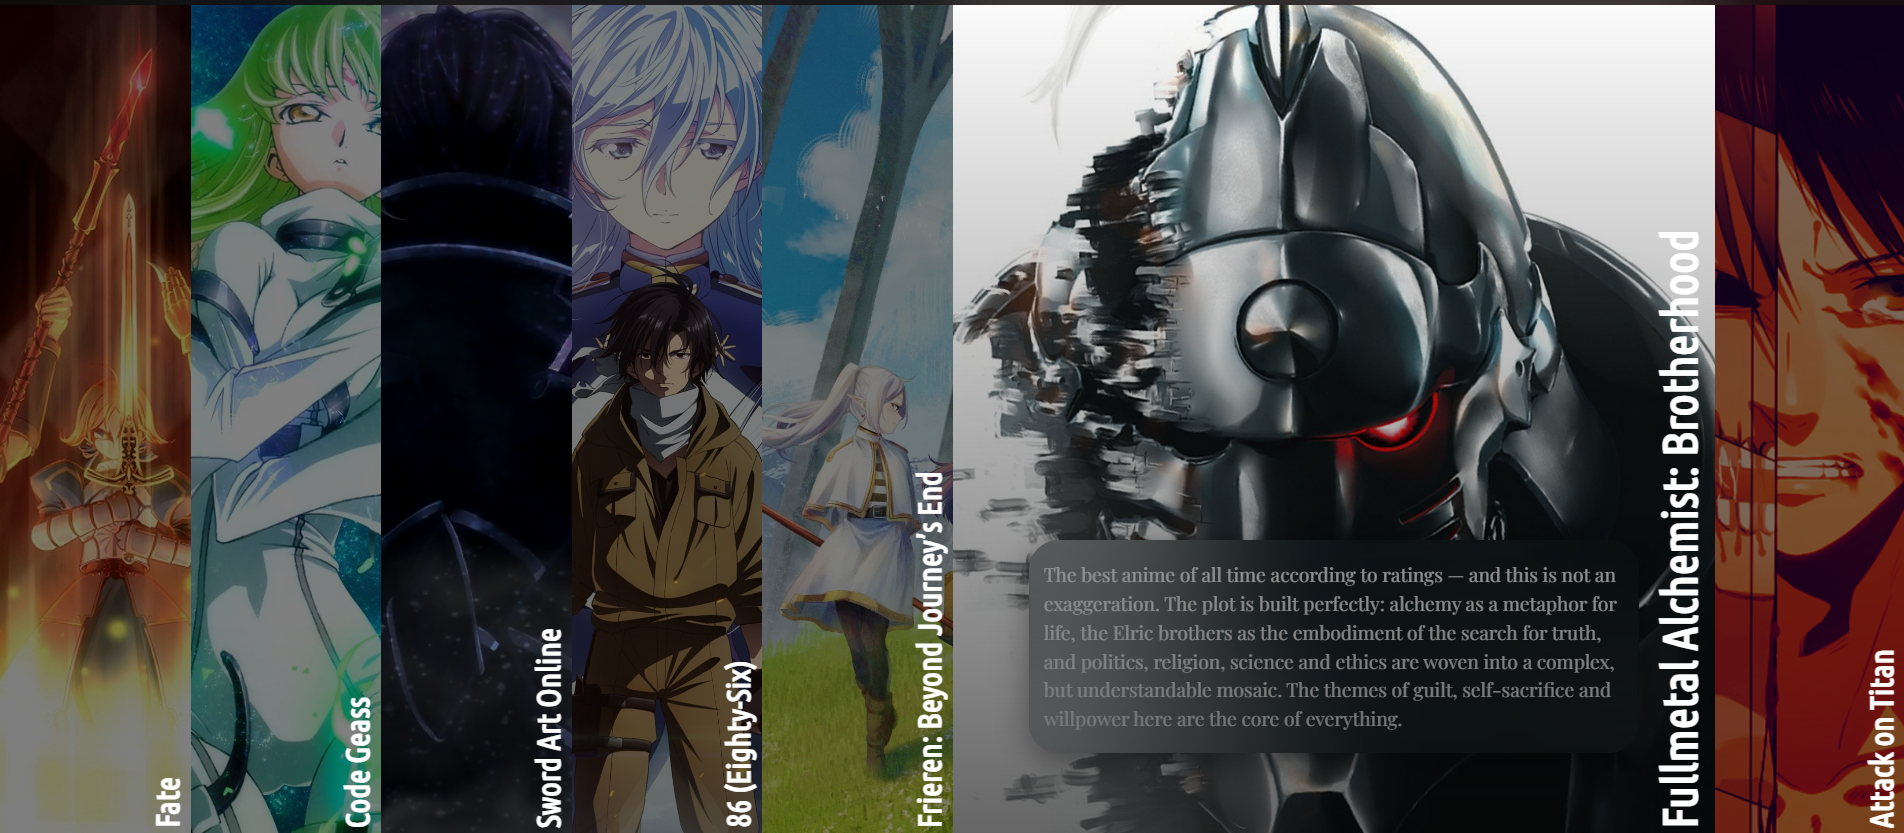 Fate
Code Geass
Sword Art Online
86 (Eighty-Six)
Frieren: Beyond Journey’s End
The best anime of all time according to ratings — and this is not an
exaggeration. The plot is built perfectly: alchemy as a metaphor for
life, the Elric brothers as the embodiment of the search for truth,
and politics, religion, science and ethics are woven into a complex,
but understandable mosaic. The themes of guilt, self-sacrifice and
willpower here are the core of everything.
Fullmetal Alchemist: Brotherhood
Attack on Titan